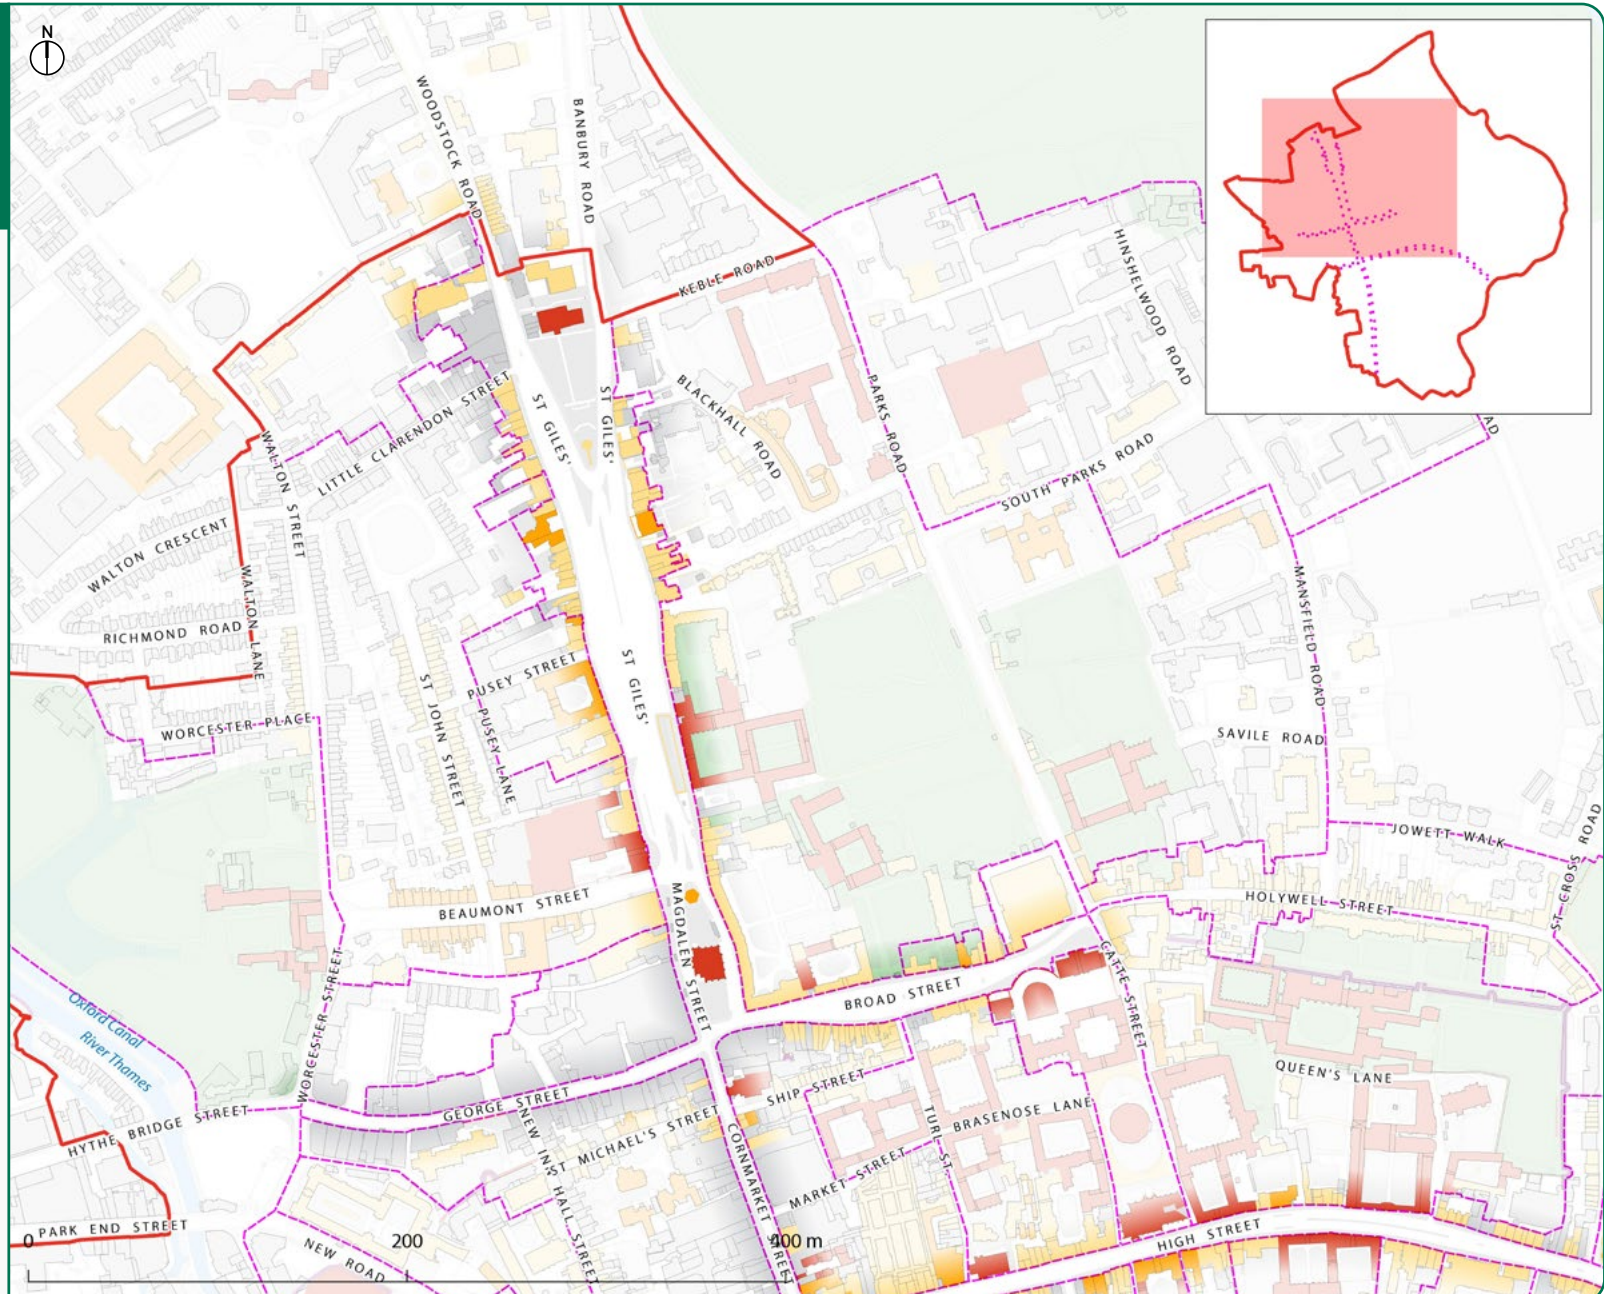 N
WOODSTOCK ROAD
BANBURY ROAD
KEBLE ROAD
HINSHELWOOD ROAD
PARKS ROAD
BLACKHALL ROAD
ST GILES'
ST GILES'
LITTLE CLARENDON STREET
WALTON STREET
SOUTH PARKS ROAD
AD
WALTON CRESCENT
WALTON LANE
RICHMOND ROAD
MANSFIELD ROAD
ST GILES'
PUSEY STREET
PUSEY LANE
ST JOHN STREET
WORCESTER PLACE
SAVILE ROAD
JOWETT WALK
ST CROSS ROAD
HOLYWELL STREET
BEAUMONT STREET
MAGDALEN STREET
BROAD STREET
CATTE STREET
WORCESTER STREET
Oxford Canal
River Thames
QUEEN'S LANE
GEORGE STREET
SHIP STREET
HYTHE BRIDGE STREET
NEW INN HALL STREET
ST MICHAEL'S STREET
CORNMARKET STREET
TURL ST
BRASENOSE LANE
MARKET STREET
HIGH STREET
PARK END STREET
NEW ROAD
0
200
400 m